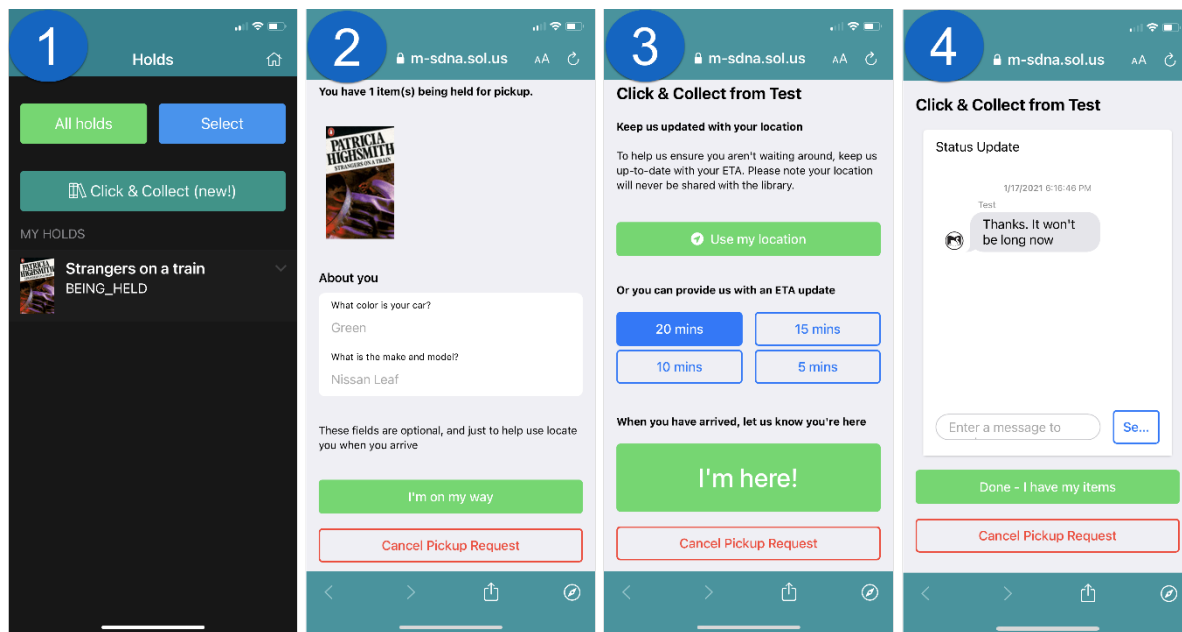 1
Holds
All holds
Select
Click & Collect (new!)
MY HOLDS
PATRICIA
HIGHSMITH
STRANGERS ON A TRAIN
Strangers on a train
BEING_HELD
2
m-sdna.sol.us AA
You have 1 item(s) being held for pickup.
PATRICIA
HIGHSMITH
STRANGERS ON A TRAIN
About you
What color is your car?
Green
What is the make and model?
Nissan Leaf
These fields are optional, and just to help use locate
you when you arrive
I'm on my way
Cancel Pickup Request
3
m-sdna.sol.us AA
Click & Collect from Test
Keep us updated with your location
To help us ensure you aren't waiting around, keep us
up-to-date with your ETA. Please note your location
will never be shared with the library.
Use my location
Or you can provide us with an ETA update
20 mins
15 mins
10 mins
5 mins
When you have arrived, let us know you're here
I'm here!
Cancel Pickup Request
4
m-sdna.sol.us AA
Click & Collect from Test
Status Update
1/17/2021 6:16:46 PM
Test
Thanks. It won't
be long now
Enter a message to
Se...
Done - I have my items
Cancel Pickup Request